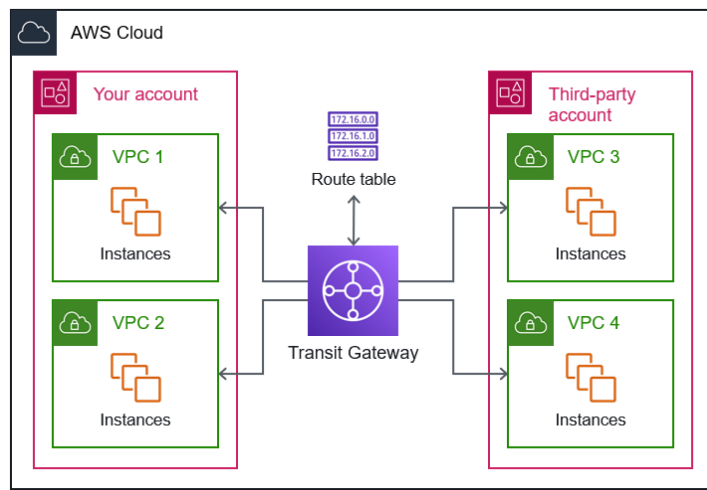 AWS Cloud
Your account
VPC 1
Instances
VPC 2
Instances
172.16.0.0
172.16.1.0
172.16.2.0
Route table
Transit Gateway
Third-party
account
VPC 3
Instances
VPC 4
Instances